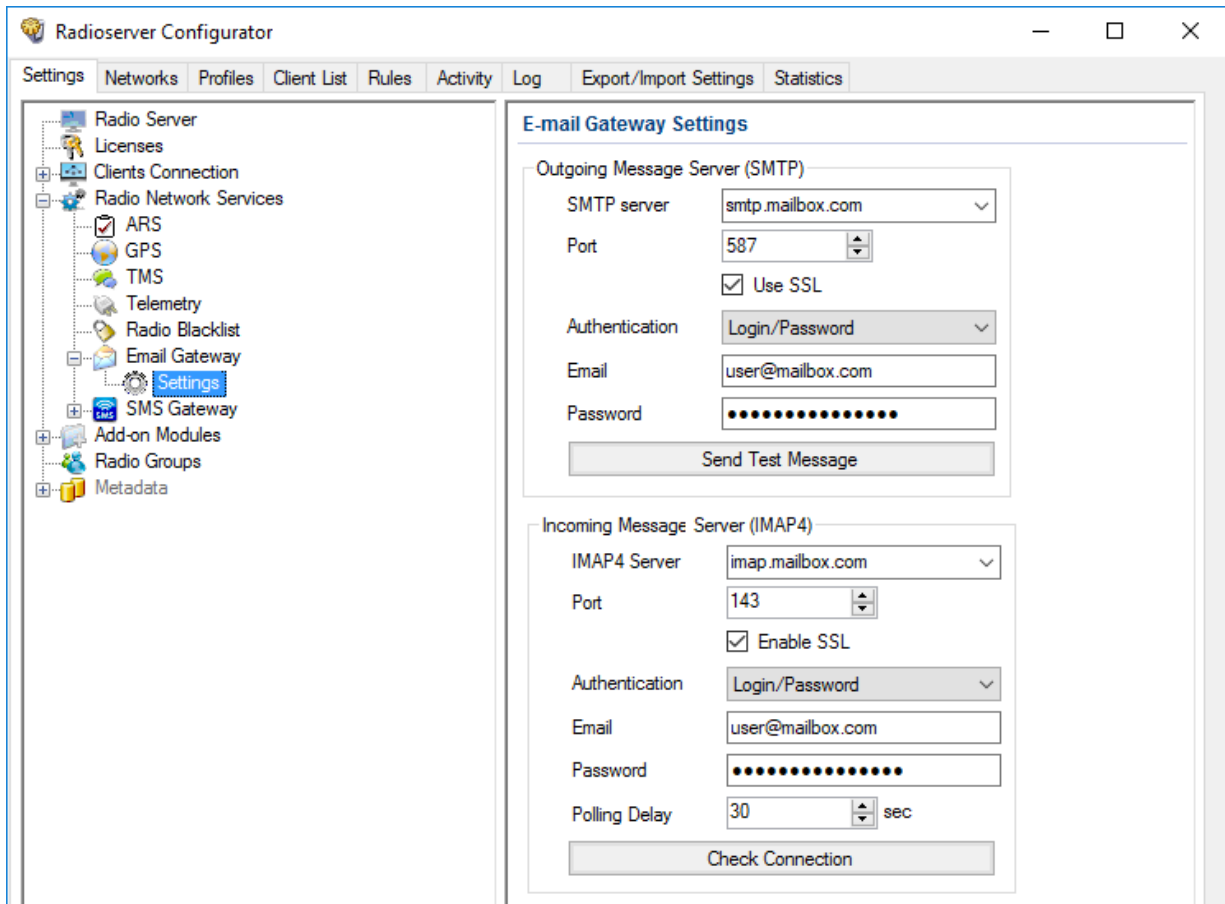 Radioserver Configurator
Settings Networks Profiles Client List Rules Activity Log Export/Import Settings Statistics
Radio Server
Licenses
Clients Connection
Radio Network Services
ARS
GPS
TMS
Telemetry
Radio Blacklist
Email Gateway
Settings
SMS SMS Gateway
Add-on Modules
Radio Groups
Metadata
E-mail Gateway Settings
Outgoing Message Server (SMTP)
SMTP server smtp.mailbox.com
Port 587
Use SSL
Authentication Login/Password
Email user@mailbox.com
Password ●●●●●●●●●●●●●●●
Send Test Message
Incoming Message Server (IMAP4)
IMAP4 Server imap.mailbox.com
Port 143
Enable SSL
Authentication Login/Password
Email user@mailbox.com
Password ●●●●●●●●●●●●●●●
Polling Delay 30 sec
Check Connection